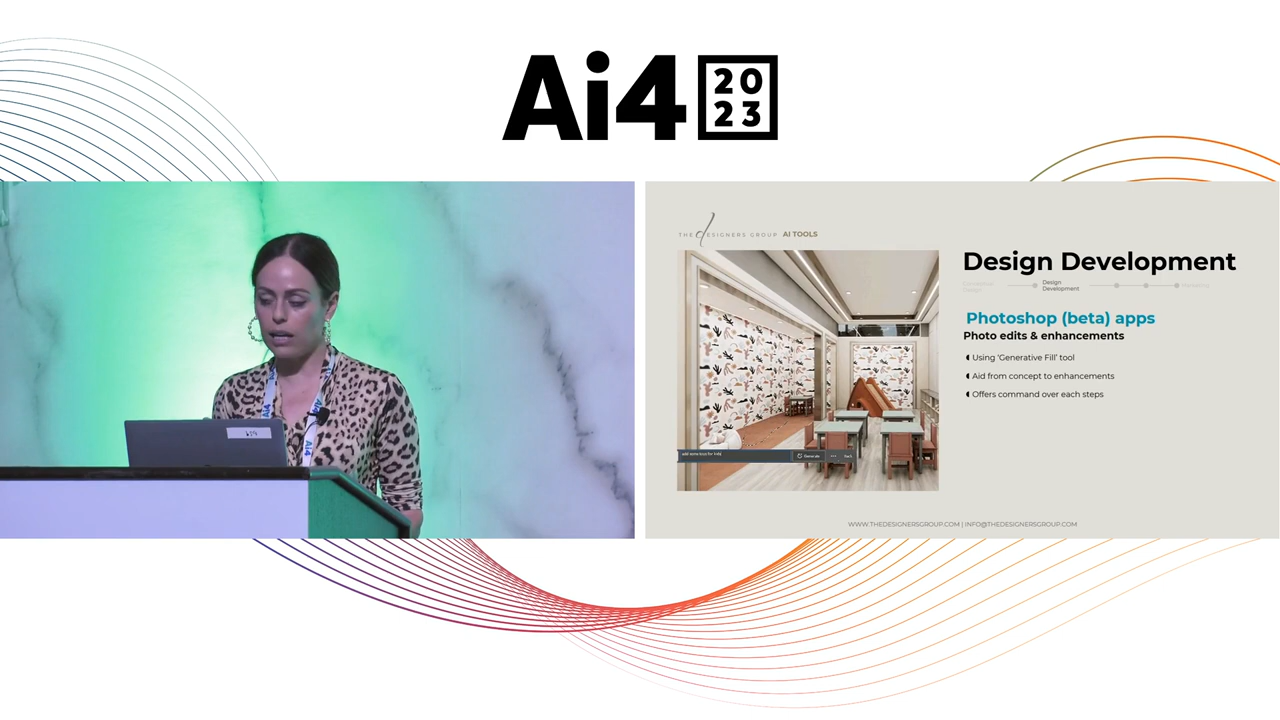 Ai4
20
23
THE DESIGNERS GROUP AI TOOLS
Design Development
Design
Development
Marketing
Photoshop (beta) apps
Photo edits & enhancements
Using 'Generative Fill' tool
Aid from concept to enhancements
Offers command over each steps
Generate
WWW.THEDESIGNERSGROUP.COM | INFO@THEDESIGNERSGROUP.COM
Ai4